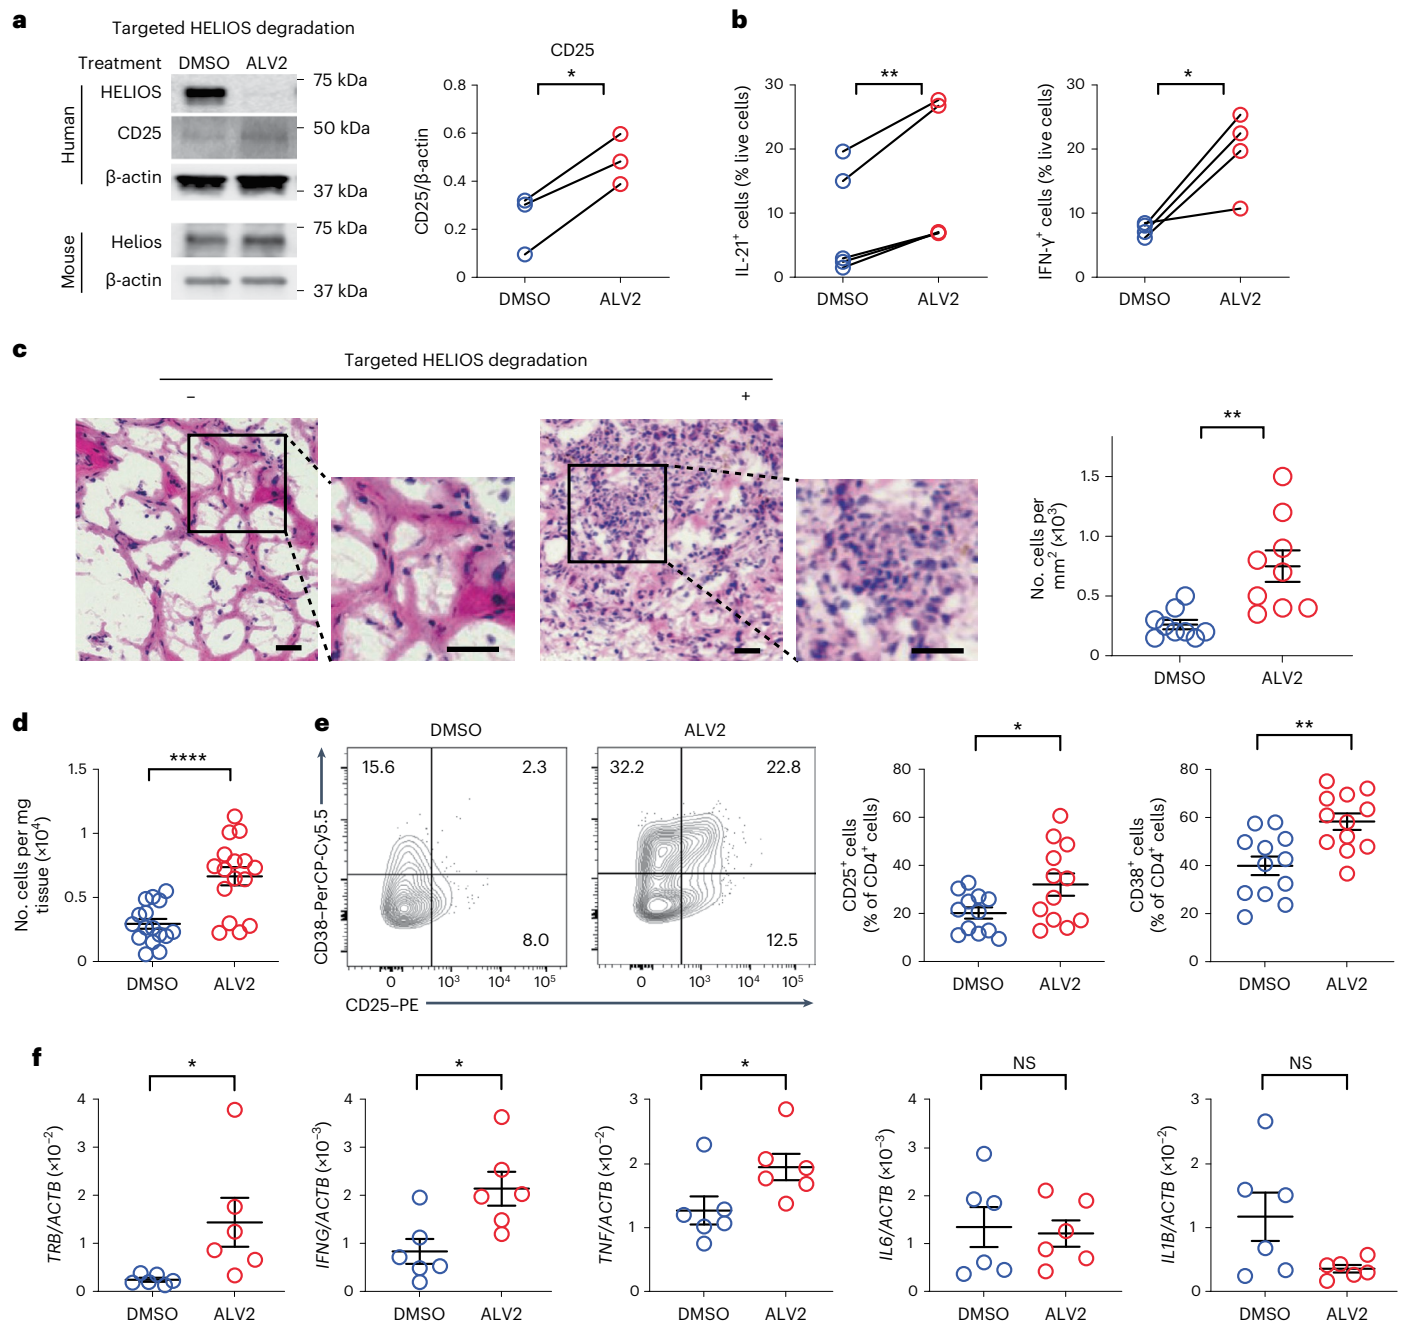 a
Targeted HELIOS degradation
Treatment DMSO ALV2
Human
HELIOS
75 kDa
CD25
50 kDa
β-actin
37 kDa
Mouse
Helios
75 kDa
β-actin
37 kDa
CD25
*
CD25/β-actin
0.8
0.6
0.4
0.2
0
DMSO ALV2
b
**
IL-21⁺ cells (% live cells)
30
20
10
0
DMSO ALV2
*
IFN-γ⁺ cells (% live cells)
30
20
10
0
DMSO ALV2
c
Targeted HELIOS degradation
– +
**
No. cells per
mm² (×10³)
1.5
1.0
0.5
0
DMSO ALV2
d
****
No. cells per mg
tissue (×10⁴)
1.5
1
0.5
0
DMSO ALV2
e
DMSO ALV2
CD38–PerCP-Cy5.5
15.6 2.3
8.0
32.2 22.8
12.5
0 10³ 10⁴ 10⁵
0 10³ 10⁴ 10⁵
CD25–PE
*
CD25⁺ cells
(% of CD4⁺ cells)
80
60
40
20
0
DMSO ALV2
**
CD38⁺ cells
(% of CD4⁺ cells)
80
60
40
20
0
DMSO ALV2
f
*
TRB/ACTB (×10⁻²)
4
3
2
1
0
DMSO ALV2
*
IFNG/ACTB (×10⁻³)
4
3
2
1
0
DMSO ALV2
*
TNF/ACTB (×10⁻²)
3
2
1
0
DMSO ALV2
NS
IL6/ACTB (×10⁻³)
4
3
2
1
0
DMSO ALV2
NS
IL1B/ACTB (×10⁻²)
3
2
1
0
DMSO ALV2